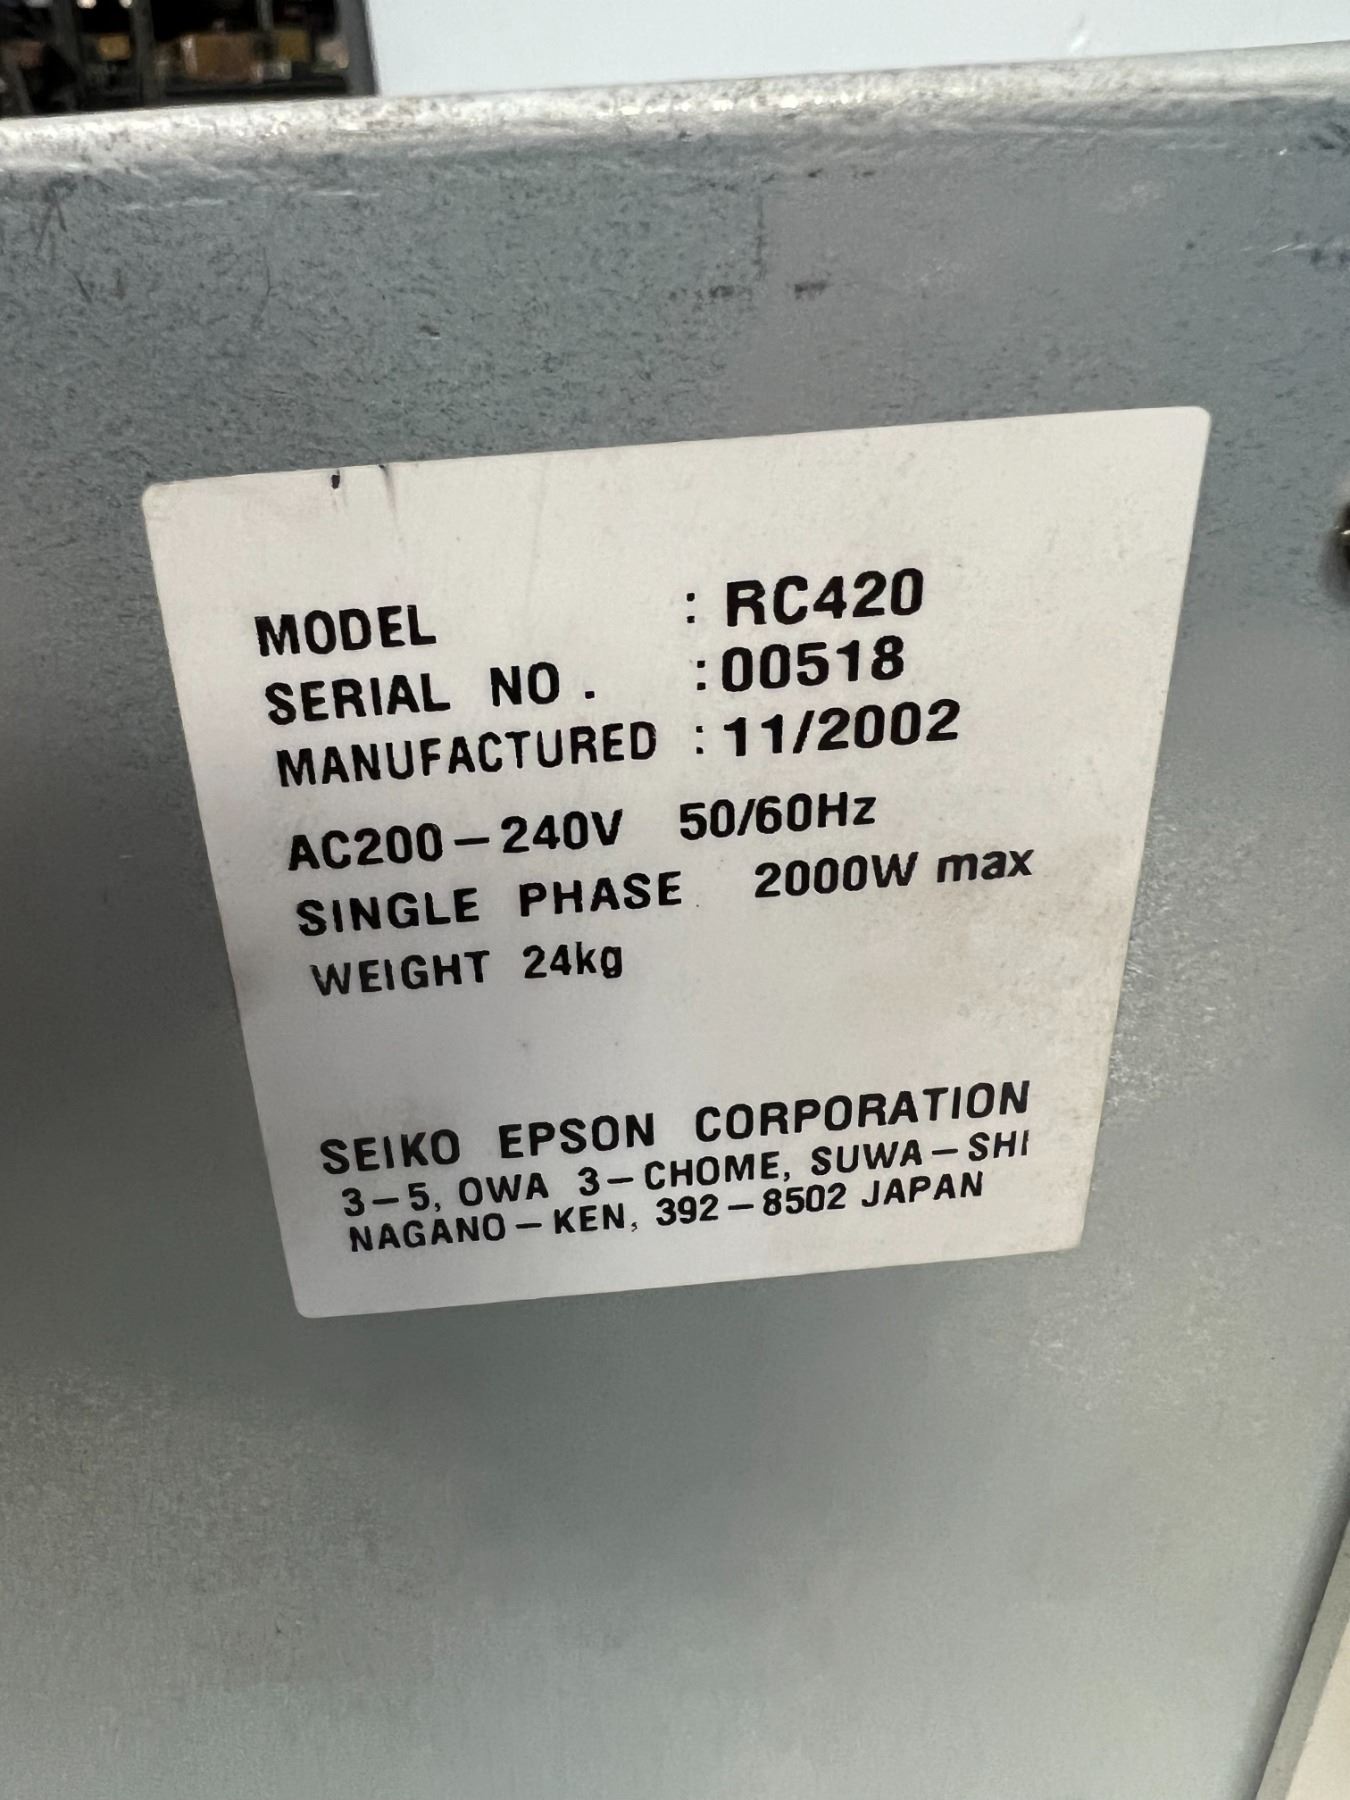 MODEL : RC420
SERIAL NO. :00518
MANUFACTURED : 11/2002
AC200-240V 50/60Hz
SINGLE PHASE 2000W max
WEIGHT 24kg
SEIKO EPSON CORPORATION
3-5, OWA 3-CHOME, SUWA-SHI
NAGANO-KEN, 392-8502 JAPAN